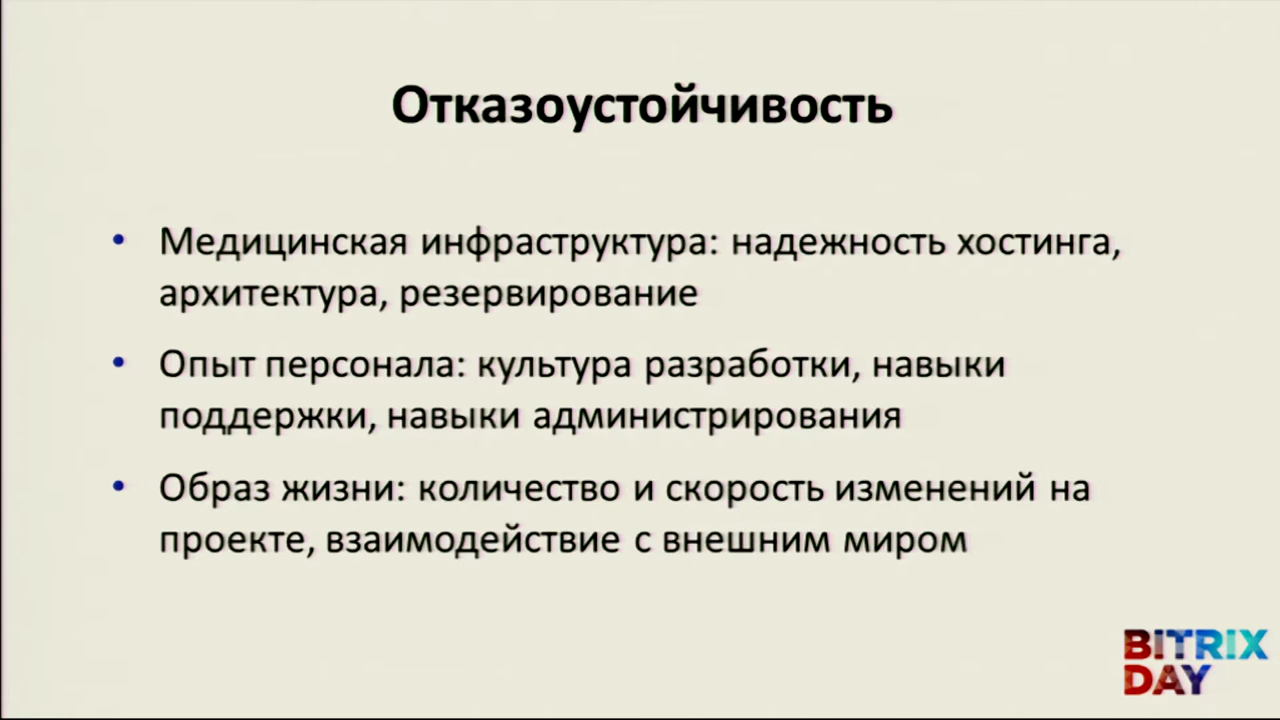 Отказоустойчивость
• Медицинская инфраструктура: надежность хостинга,
архитектура, резервирование
• Опыт персонала: культура разработки, навыки
поддержки, навыки администрирования
• Образ жизни: количество и скорость изменений на
проекте, взаимодействие с внешним миром
BITRIX
DAY